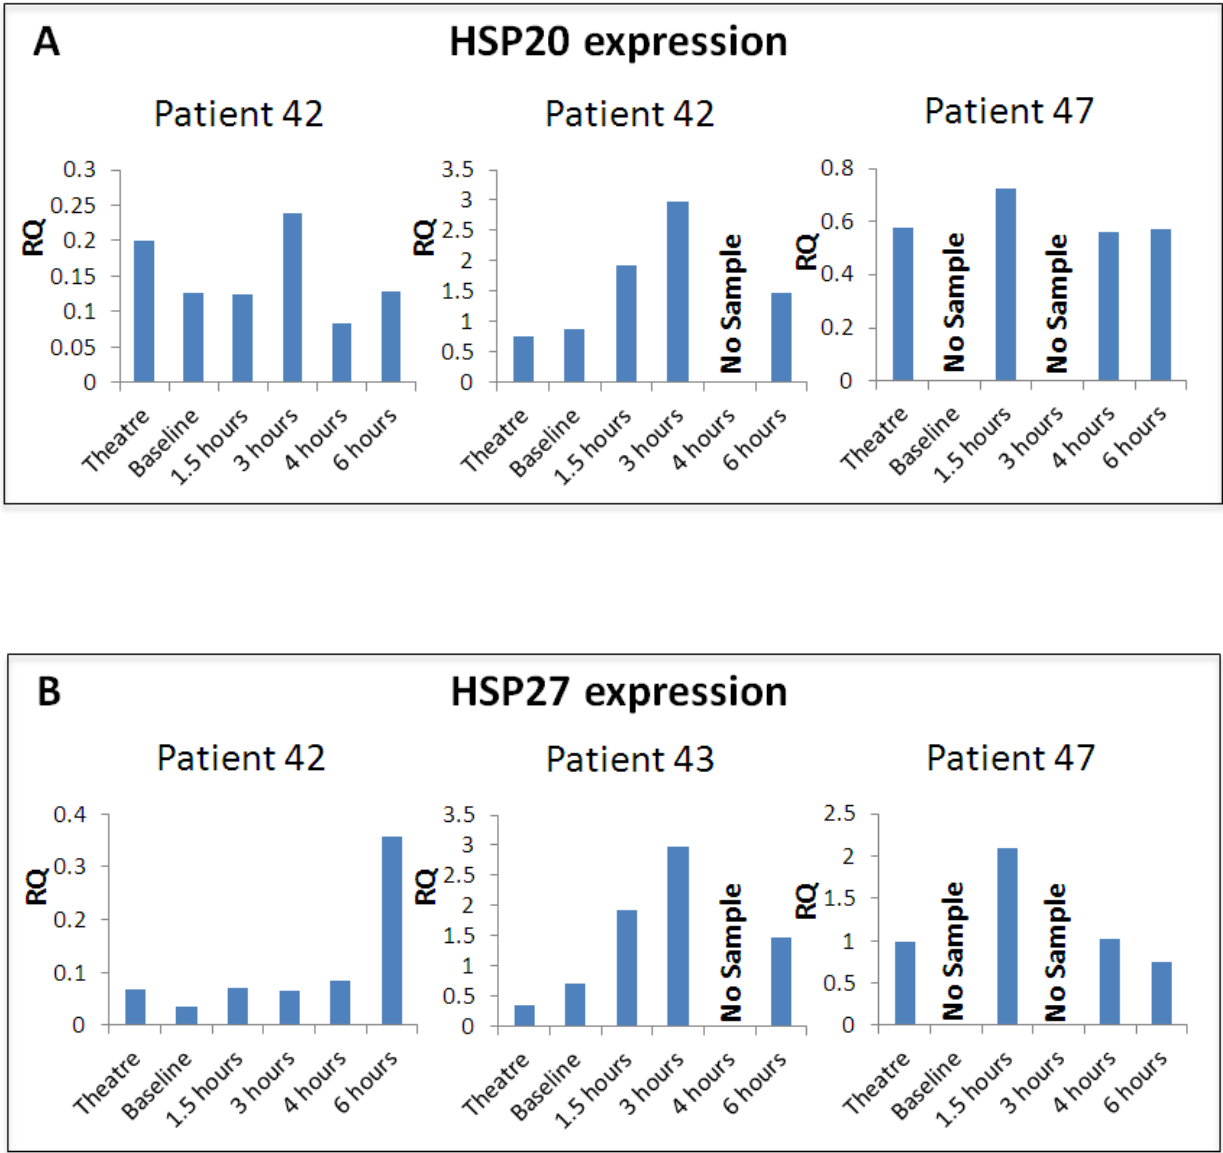 A
HSP20 expression
Patient 42
Patient 42
Patient 47
RQ
0.3
0.25
0.2
0.15
0.1
0.05
0
Theatre
Baseline
1.5 hours
3 hours
4 hours
6 hours
RQ
3.5
3
2.5
2
1.5
1
0.5
0
No Sample
Theatre
Baseline
1.5 hours
3 hours
4 hours
6 hours
RQ
0.8
0.6
0.4
0.2
0
No Sample
No Sample
Theatre
Baseline
1.5 hours
3 hours
4 hours
6 hours
B
HSP27 expression
Patient 42
Patient 43
Patient 47
RQ
0.4
0.3
0.2
0.1
0
Theatre
Baseline
1.5 hours
3 hours
4 hours
6 hours
RQ
3.5
3
2.5
2
1.5
1
0.5
0
No Sample
Theatre
Baseline
1.5 hours
3 hours
4 hours
6 hours
RQ
2.5
2
1.5
1
0.5
0
No Sample
No Sample
Theatre
Baseline
1.5 hours
3 hours
4 hours
6 hours